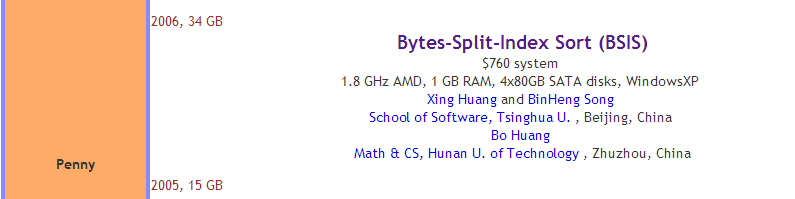 2006, 34 GB
Bytes-Split-Index Sort (BSIS)
$760 system
1.8 GHz AMD, 1 GB RAM, 4x80GB SATA disks, WindowsXP
Xing Huang and BinHeng Song
School of Software, Tsinghua U. , Beijing, China
Bo Huang
Math & CS, Hunan U. of Technology , Zhuzhou, China
Penny
2005, 15 GB